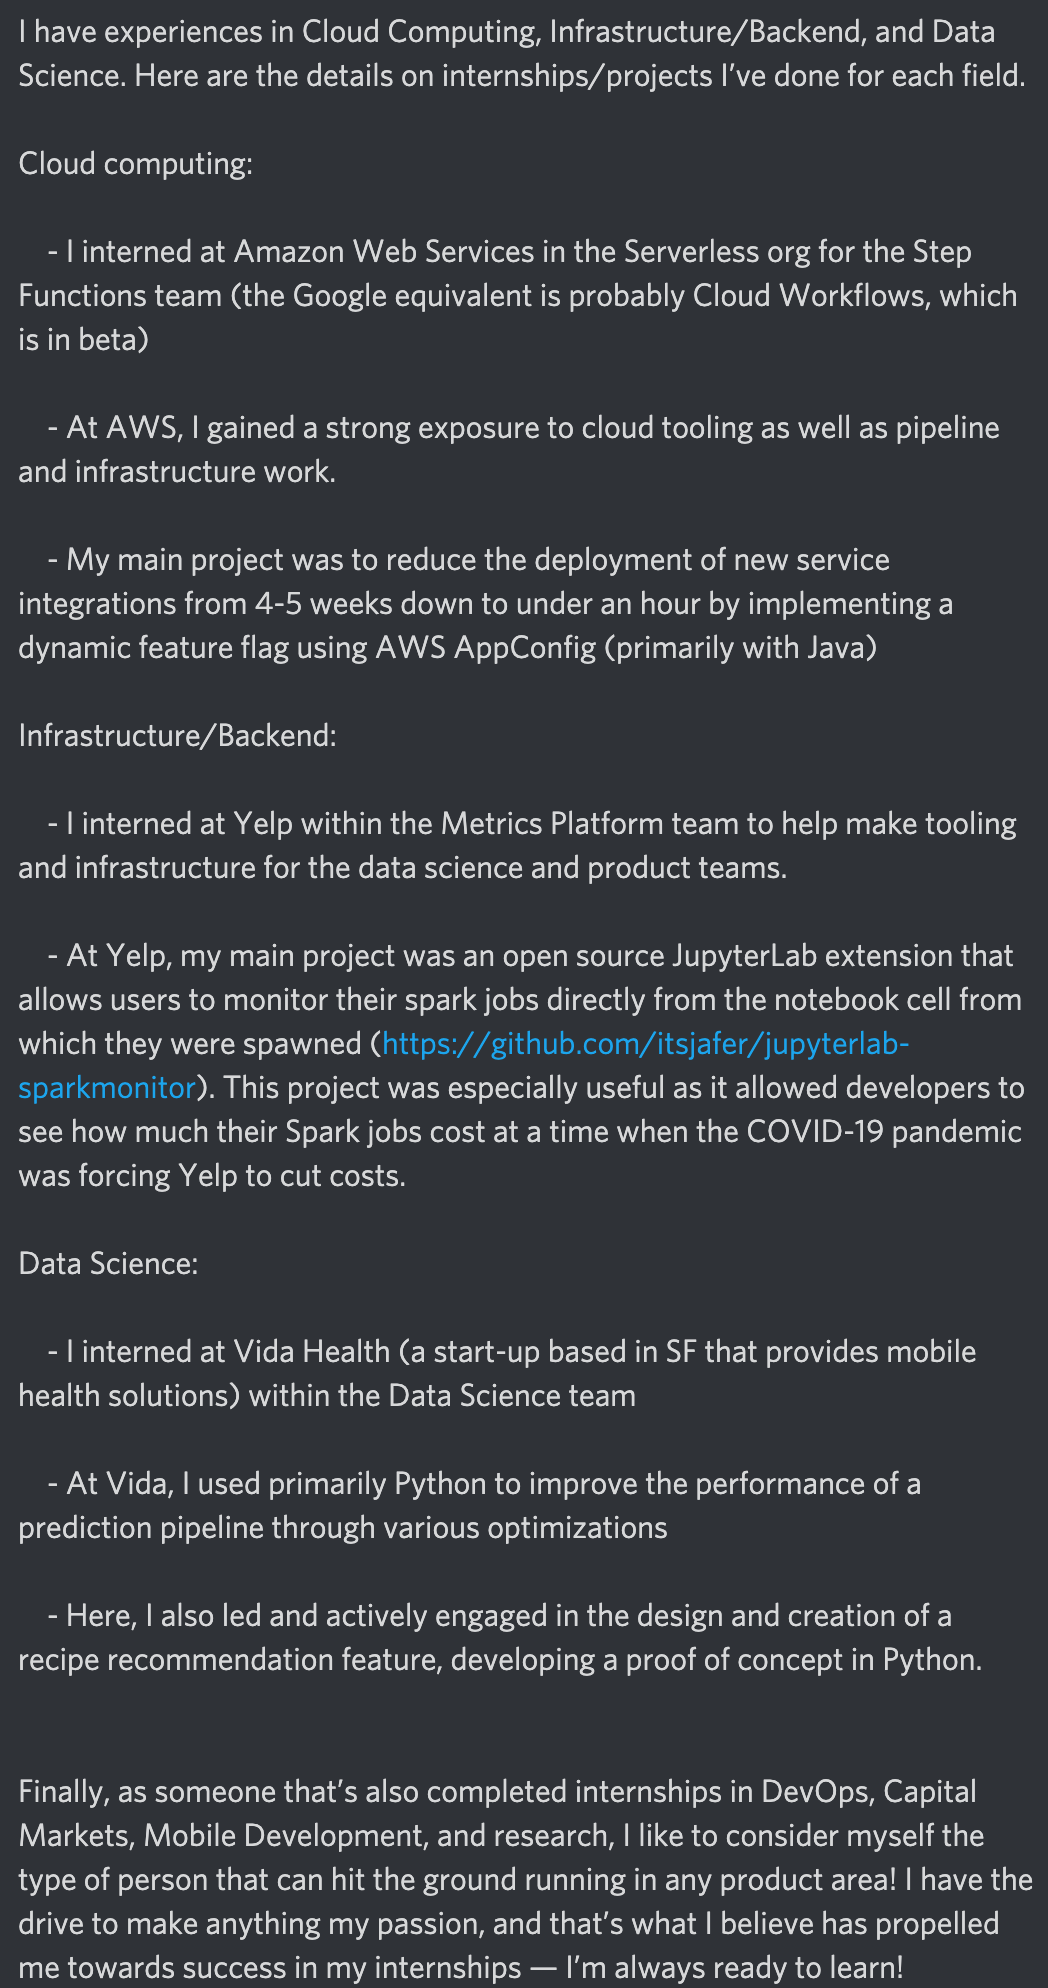 I have experiences in Cloud Computing, Infrastructure/Backend, and Data
Science. Here are the details on internships/projects I've done for each field.
Cloud computing:
- I interned at Amazon Web Services in the Serverless org for the Step
Functions team (the Google equivalent is probably Cloud Workflows, which
is in beta)
- At AWS, I gained a strong exposure to cloud tooling as well as pipeline
and infrastructure work.
- My main project was to reduce the deployment of new service
integrations from 4-5 weeks down to under an hour by implementing a
dynamic feature flag using AWS AppConfig (primarily with Java)
Infrastructure/Backend:
- I interned at Yelp within the Metrics Platform team to help make tooling
and infrastructure for the data science and product teams.
- At Yelp, my main project was an open source JupyterLab extension that
allows users to monitor their spark jobs directly from the notebook cell from
which they were spawned (https://github.com/itsjafer/jupyterlab-
sparkmonitor). This project was especially useful as it allowed developers to
see how much their Spark jobs cost at a time when the COVID-19 pandemic
was forcing Yelp to cut costs.
Data Science:
- I interned at Vida Health (a start-up based in SF that provides mobile
health solutions) within the Data Science team
- At Vida, I used primarily Python to improve the performance of a
prediction pipeline through various optimizations
- Here, I also led and actively engaged in the design and creation of a
recipe recommendation feature, developing a proof of concept in Python.
Finally, as someone that's also completed internships in DevOps, Capital
Markets, Mobile Development, and research, I like to consider myself the
type of person that can hit the ground running in any product area! I have the
drive to make anything my passion, and that's what I believe has propelled
me towards success in my internships — I'm always ready to learn!